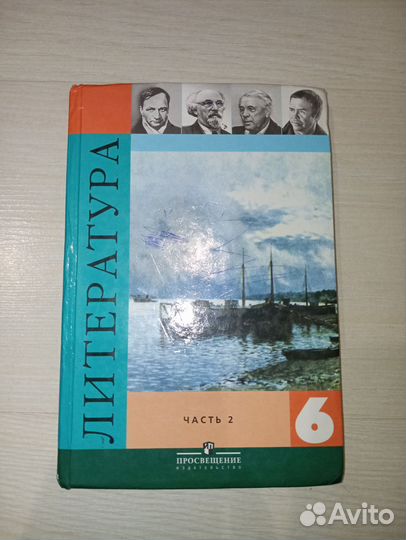 ЛИТЕРАТУРА
ЧАСТЬ 2
6
ПРОСВЕЩЕНИЕ
ИЗДАТЕЛЬСТВО
Avito